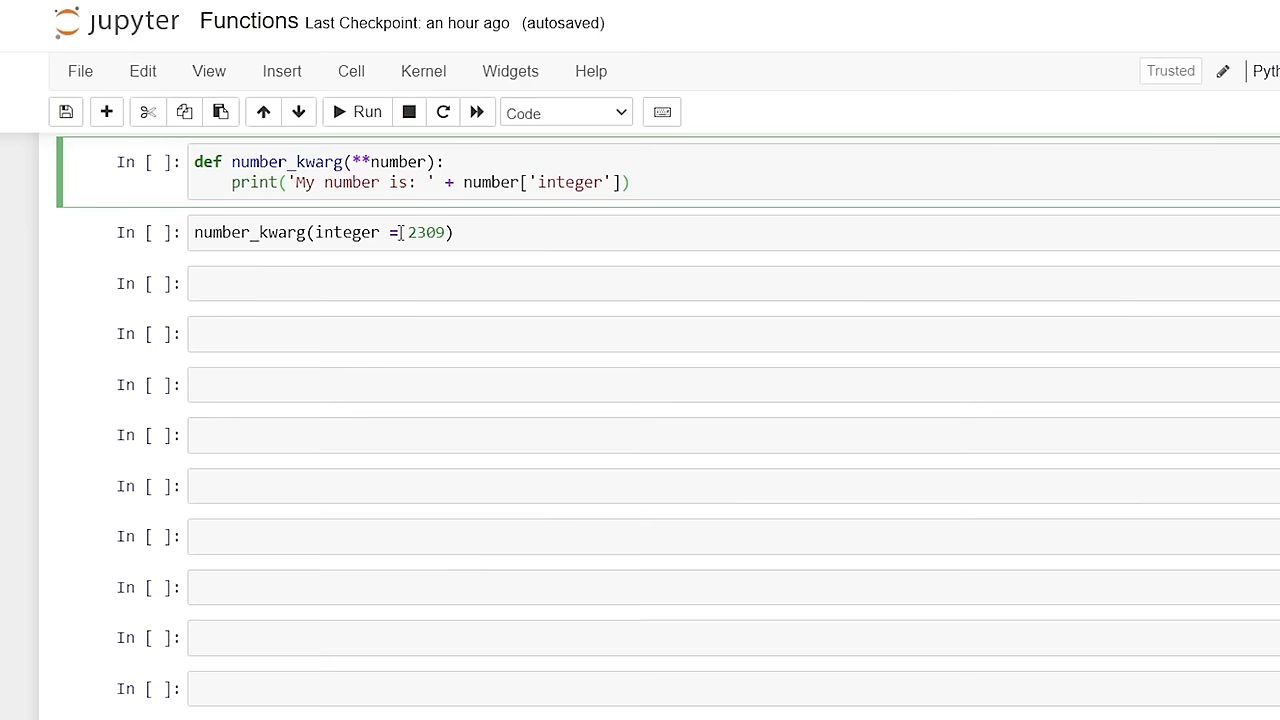 jupyter Functions Last Checkpoint: an hour ago (autosaved)
File Edit View Insert Cell Kernel Widgets Help Trusted Pyth
Run Code
In [ ]: def number_kwarg(**number):
print('My number is: ' + number['integer'])
In [ ]: number_kwarg(integer = 2309)
In [ ]:
In [ ]:
In [ ]:
In [ ]:
In [ ]:
In [ ]:
In [ ]:
In [ ]:
In [ ]: